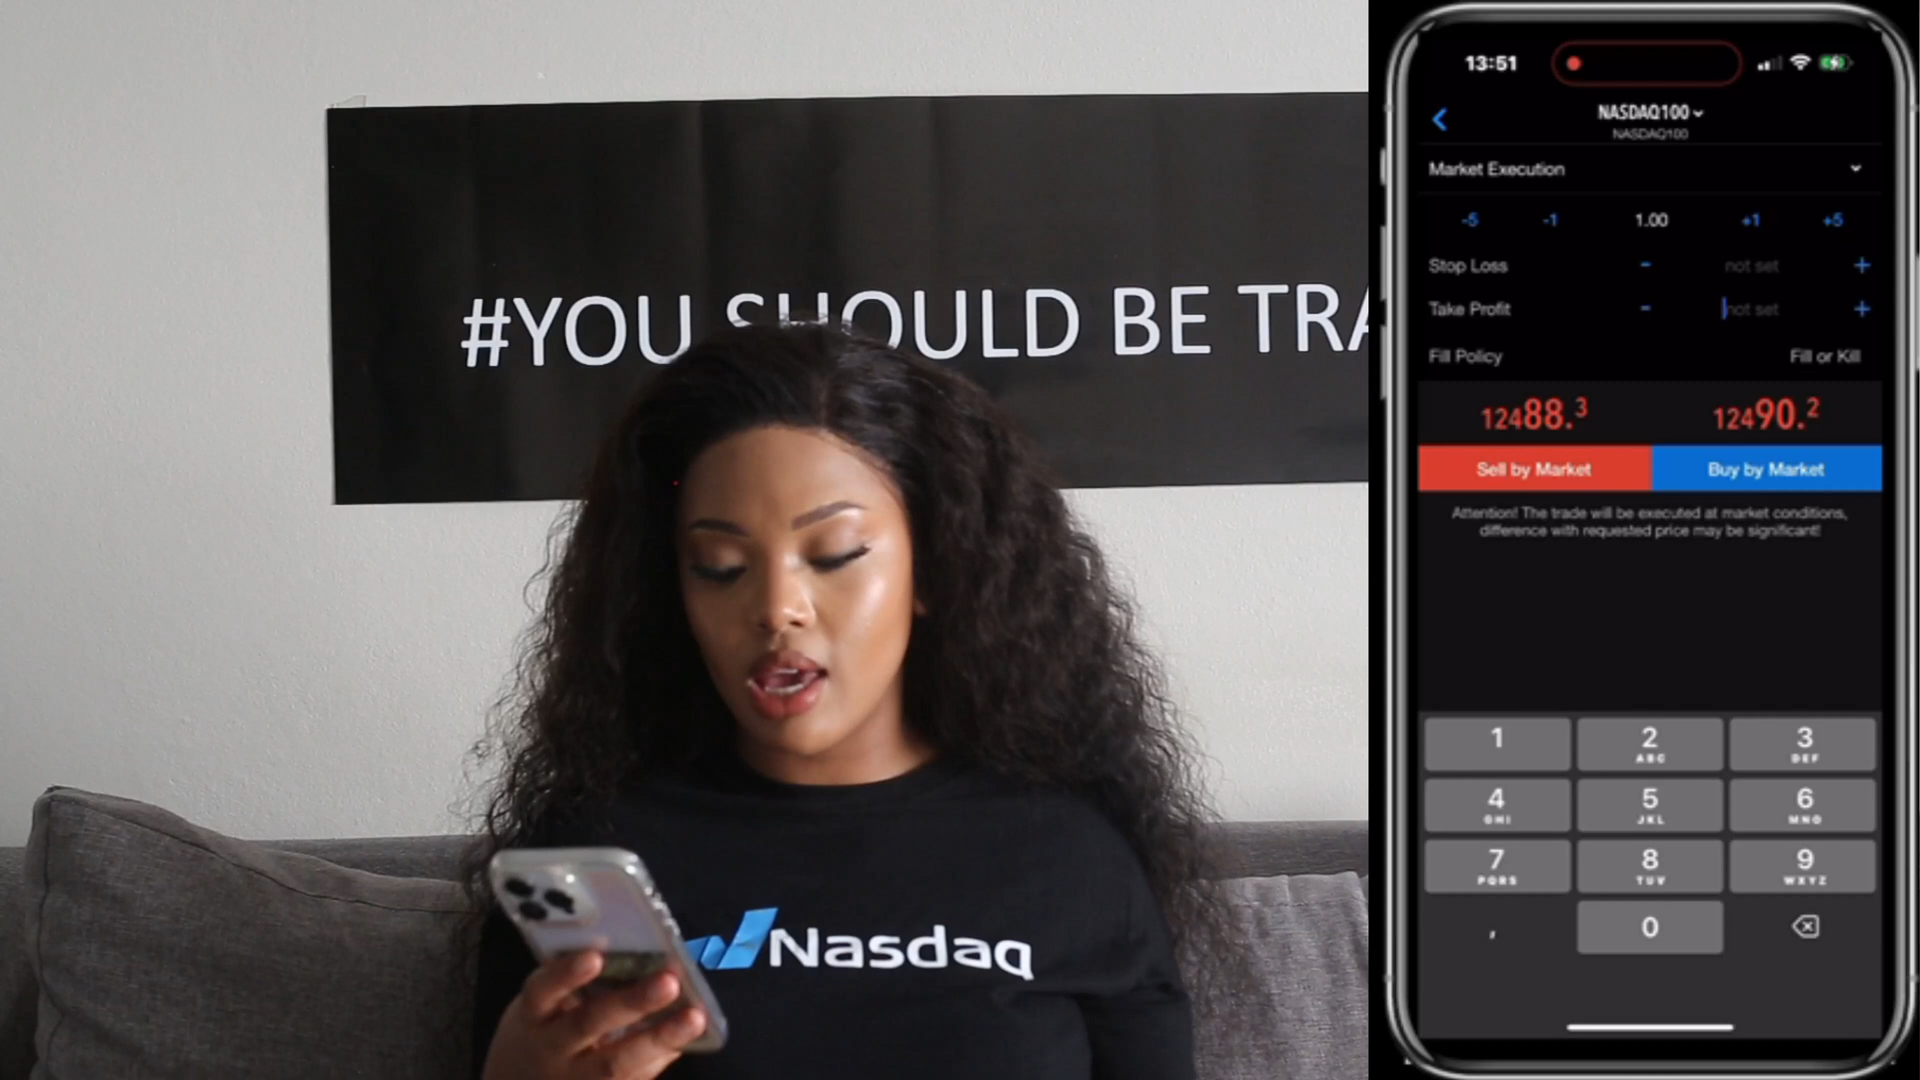 #YOU SHOULD BE TRA
Nasdaq
13:51
NASDAQ100
NASDAQ100
Market Execution
-5 -1 1.00 +1 +5
Stop Loss - not set +
Take Profit - not set +
Fill Policy Fill or Kill
12488.3 12490.2
Sell by Market Buy by Market
Attention! The trade will be executed at market conditions,
difference with requested price may be significant!
1 2 3
ABC DEF
4 5 6
GHI JKL MNO
7 8 9
PQRS TUV WXYZ
, 0